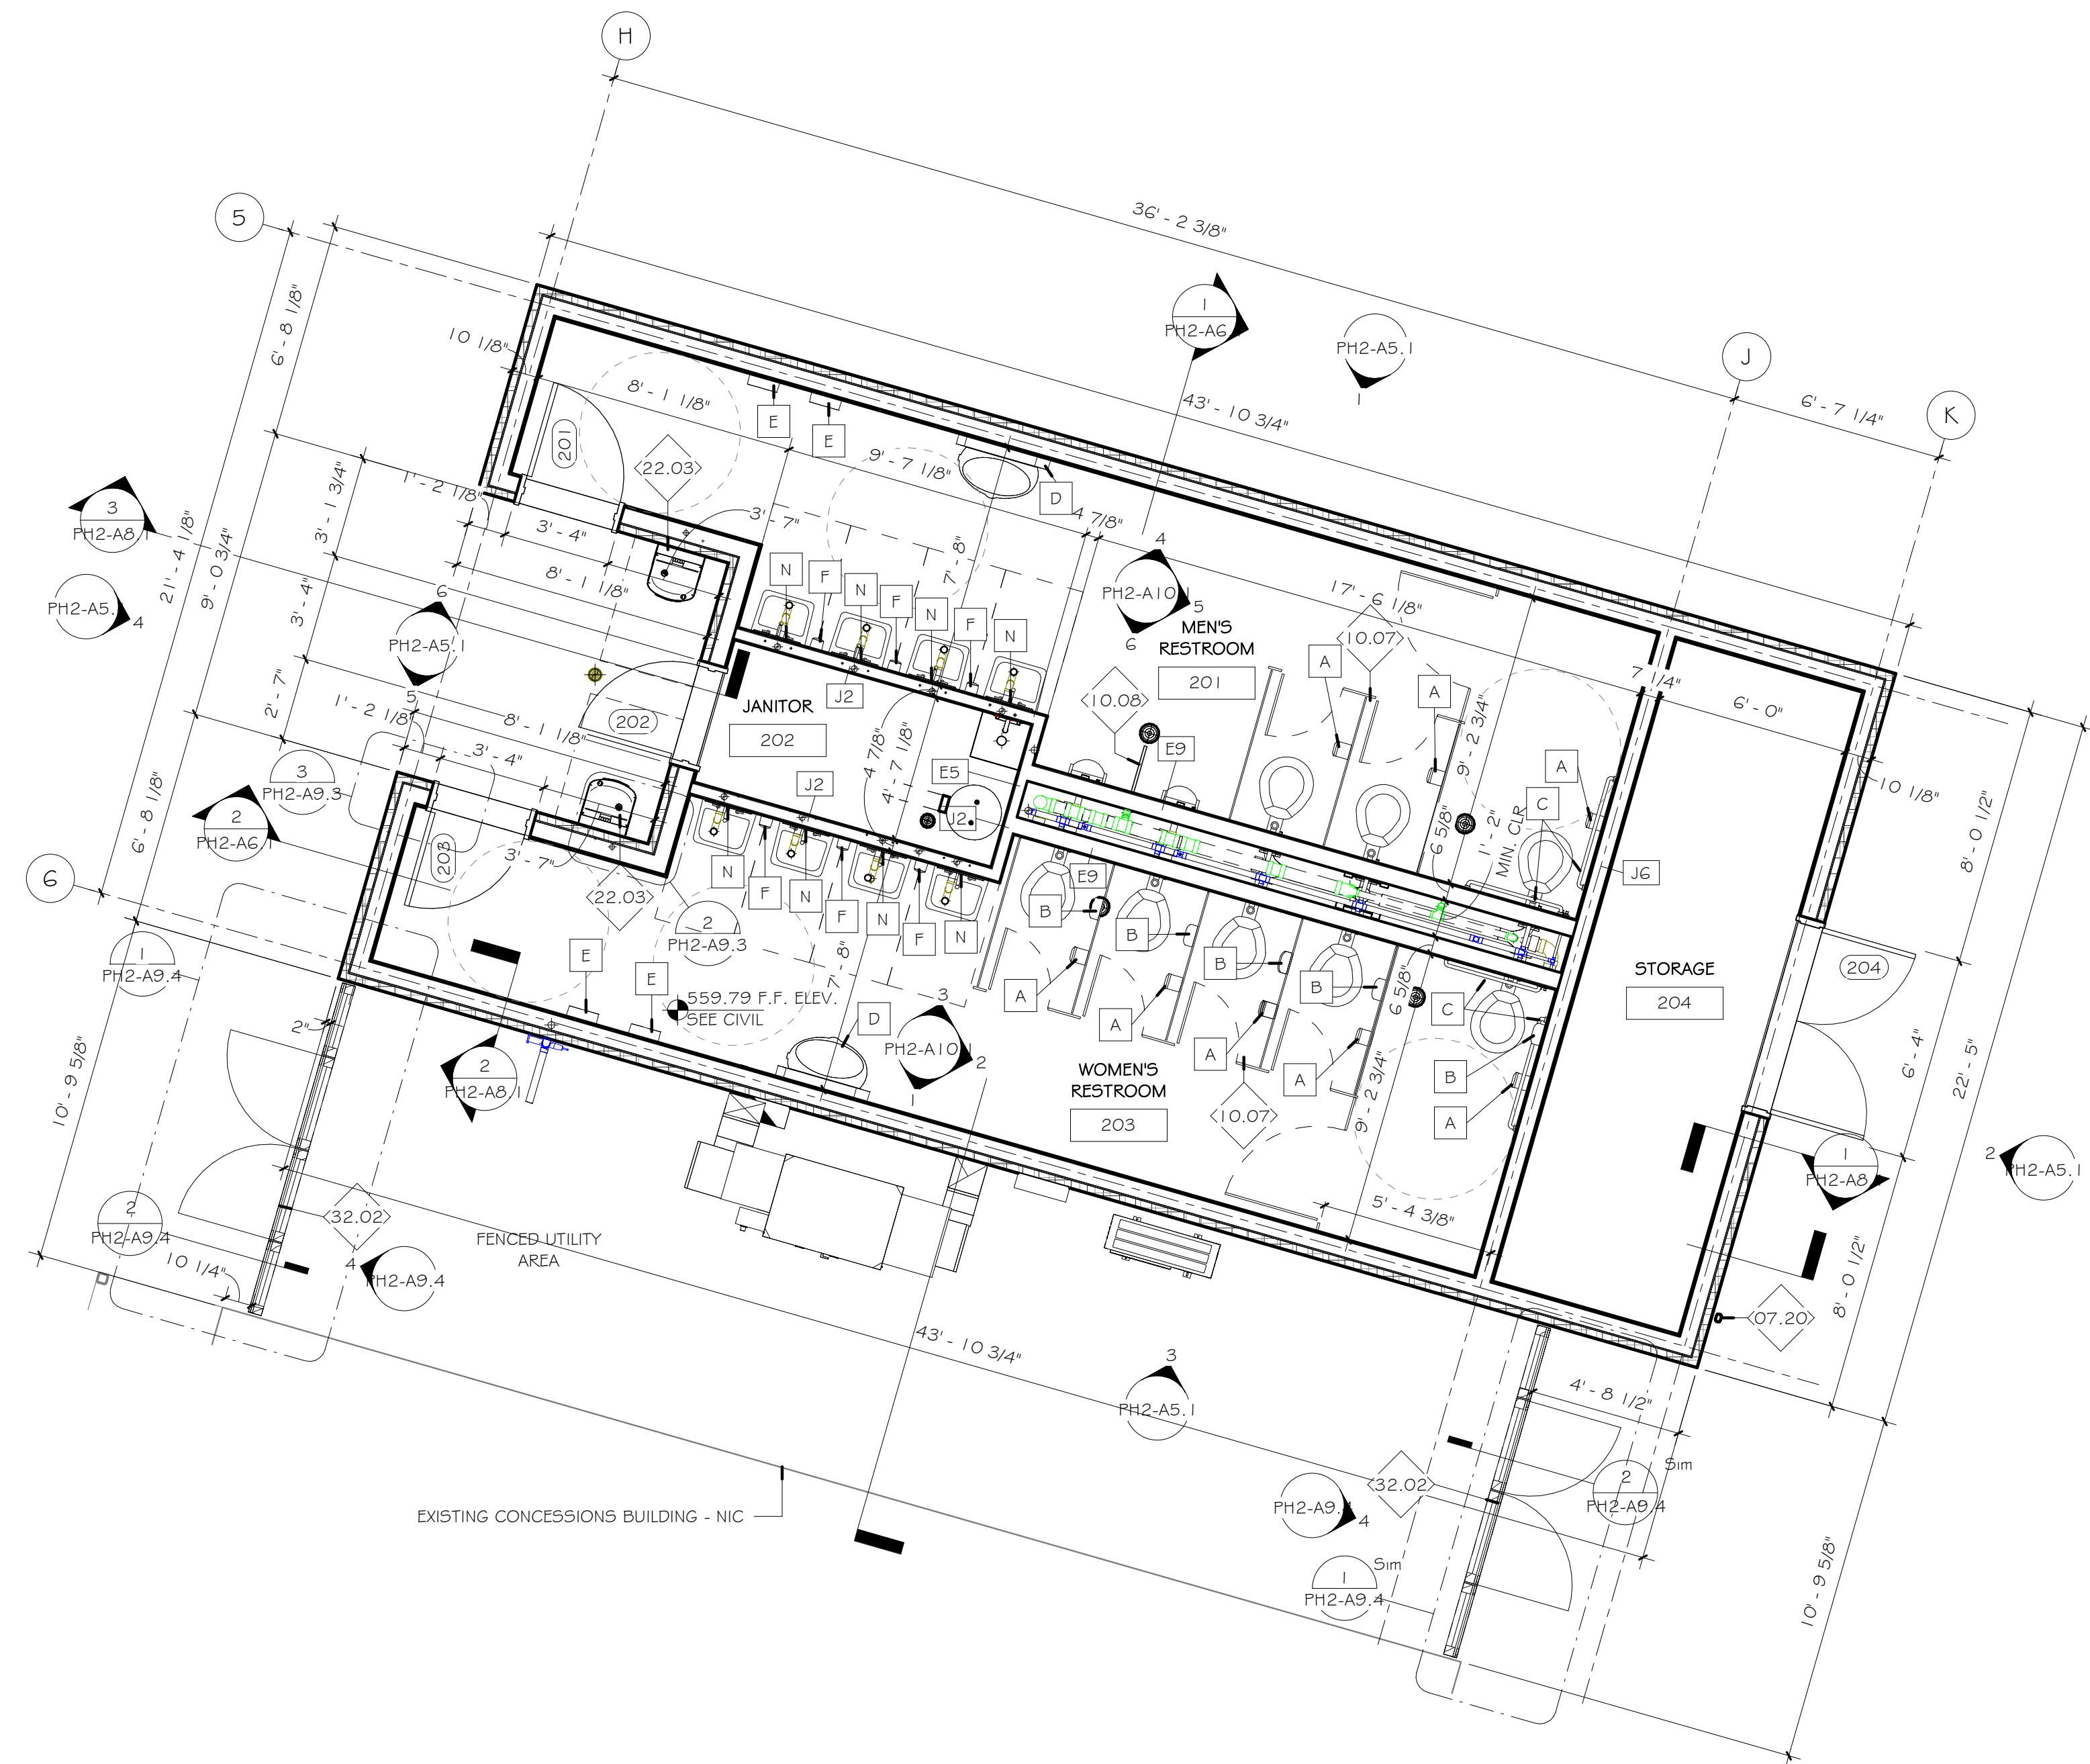 H
36' - 2 3/8"
5
1
PH2-A6
PH2-A5.1
1
J
6' - 7 1/4"
K
43' - 10 3/4"
6' - 8 1/8"
10 1/8"
8' - 1 1/8"
E
E
201
22.03
9' - 7 1/8"
D
3
PH2-A8.1
1' - 2 1/8"
3' - 4"
3' - 7"
8' - 1 1/8"
4 7/8"
4
PH2-A10.1
5
6
21' - 4 1/8"
9' - 0 3/4"
3' - 1 3/4"
3' - 4"
2' - 7"
PH2-A5.
4
6
PH2-A5.1
5
N
F
N
F
N
F
N
7' - 8"
MEN'S
RESTROOM
201
17' - 6 1/8"
10.07
A
A
10.08
E9
7 1/4"
6' - 0"
10 1/8"
9' - 2 3/4"
J2
JANITOR
202
202
1' - 2 1/8"
8' - 1 1/8"
3' - 4"
4 7/8"
4' - 7 1/8"
E5
J2
J2
A
C
1' - 2"
MIN. CLR.
6 5/8"
J6
3
PH2-A9.3
2
PH2-A6.1
6' - 8 1/8"
6
203
3' - 7"
22.03
2
PH2-A9.3
N
F
N
F
N
F
N
E9
B
B
B
B
A
A
A
A
C
B
A
6 5/8"
9' - 2 3/4"
STORAGE
204
204
8' - 0 1/2"
6' - 4"
22' - 5"
8' - 0 1/2"
1
PH2-A9.4
E
E
559.79 F.F. ELEV.
SEE CIVIL
7' - 8"
D
3
PH2-A10.1
2
1
WOMEN'S
RESTROOM
203
10.07
2"
2
PH2-A8.1
10' - 9 5/8"
5' - 4 3/8"
1
PH2-A8.
2
PH2-A5.1
2
PH2-A9.4
32.02
10 1/4"
4
PH2-A9.4
FENCED UTILITY
AREA
07.20
43' - 10 3/4"
3
PH2-A5.1
4' - 8 1/2"
EXISTING CONCESSIONS BUILDING - NIC
32.02
PH2-A9.4
4
2
PH2-A9.4
Sim
1
PH2-A9.4
Sim
10' - 9 5/8"